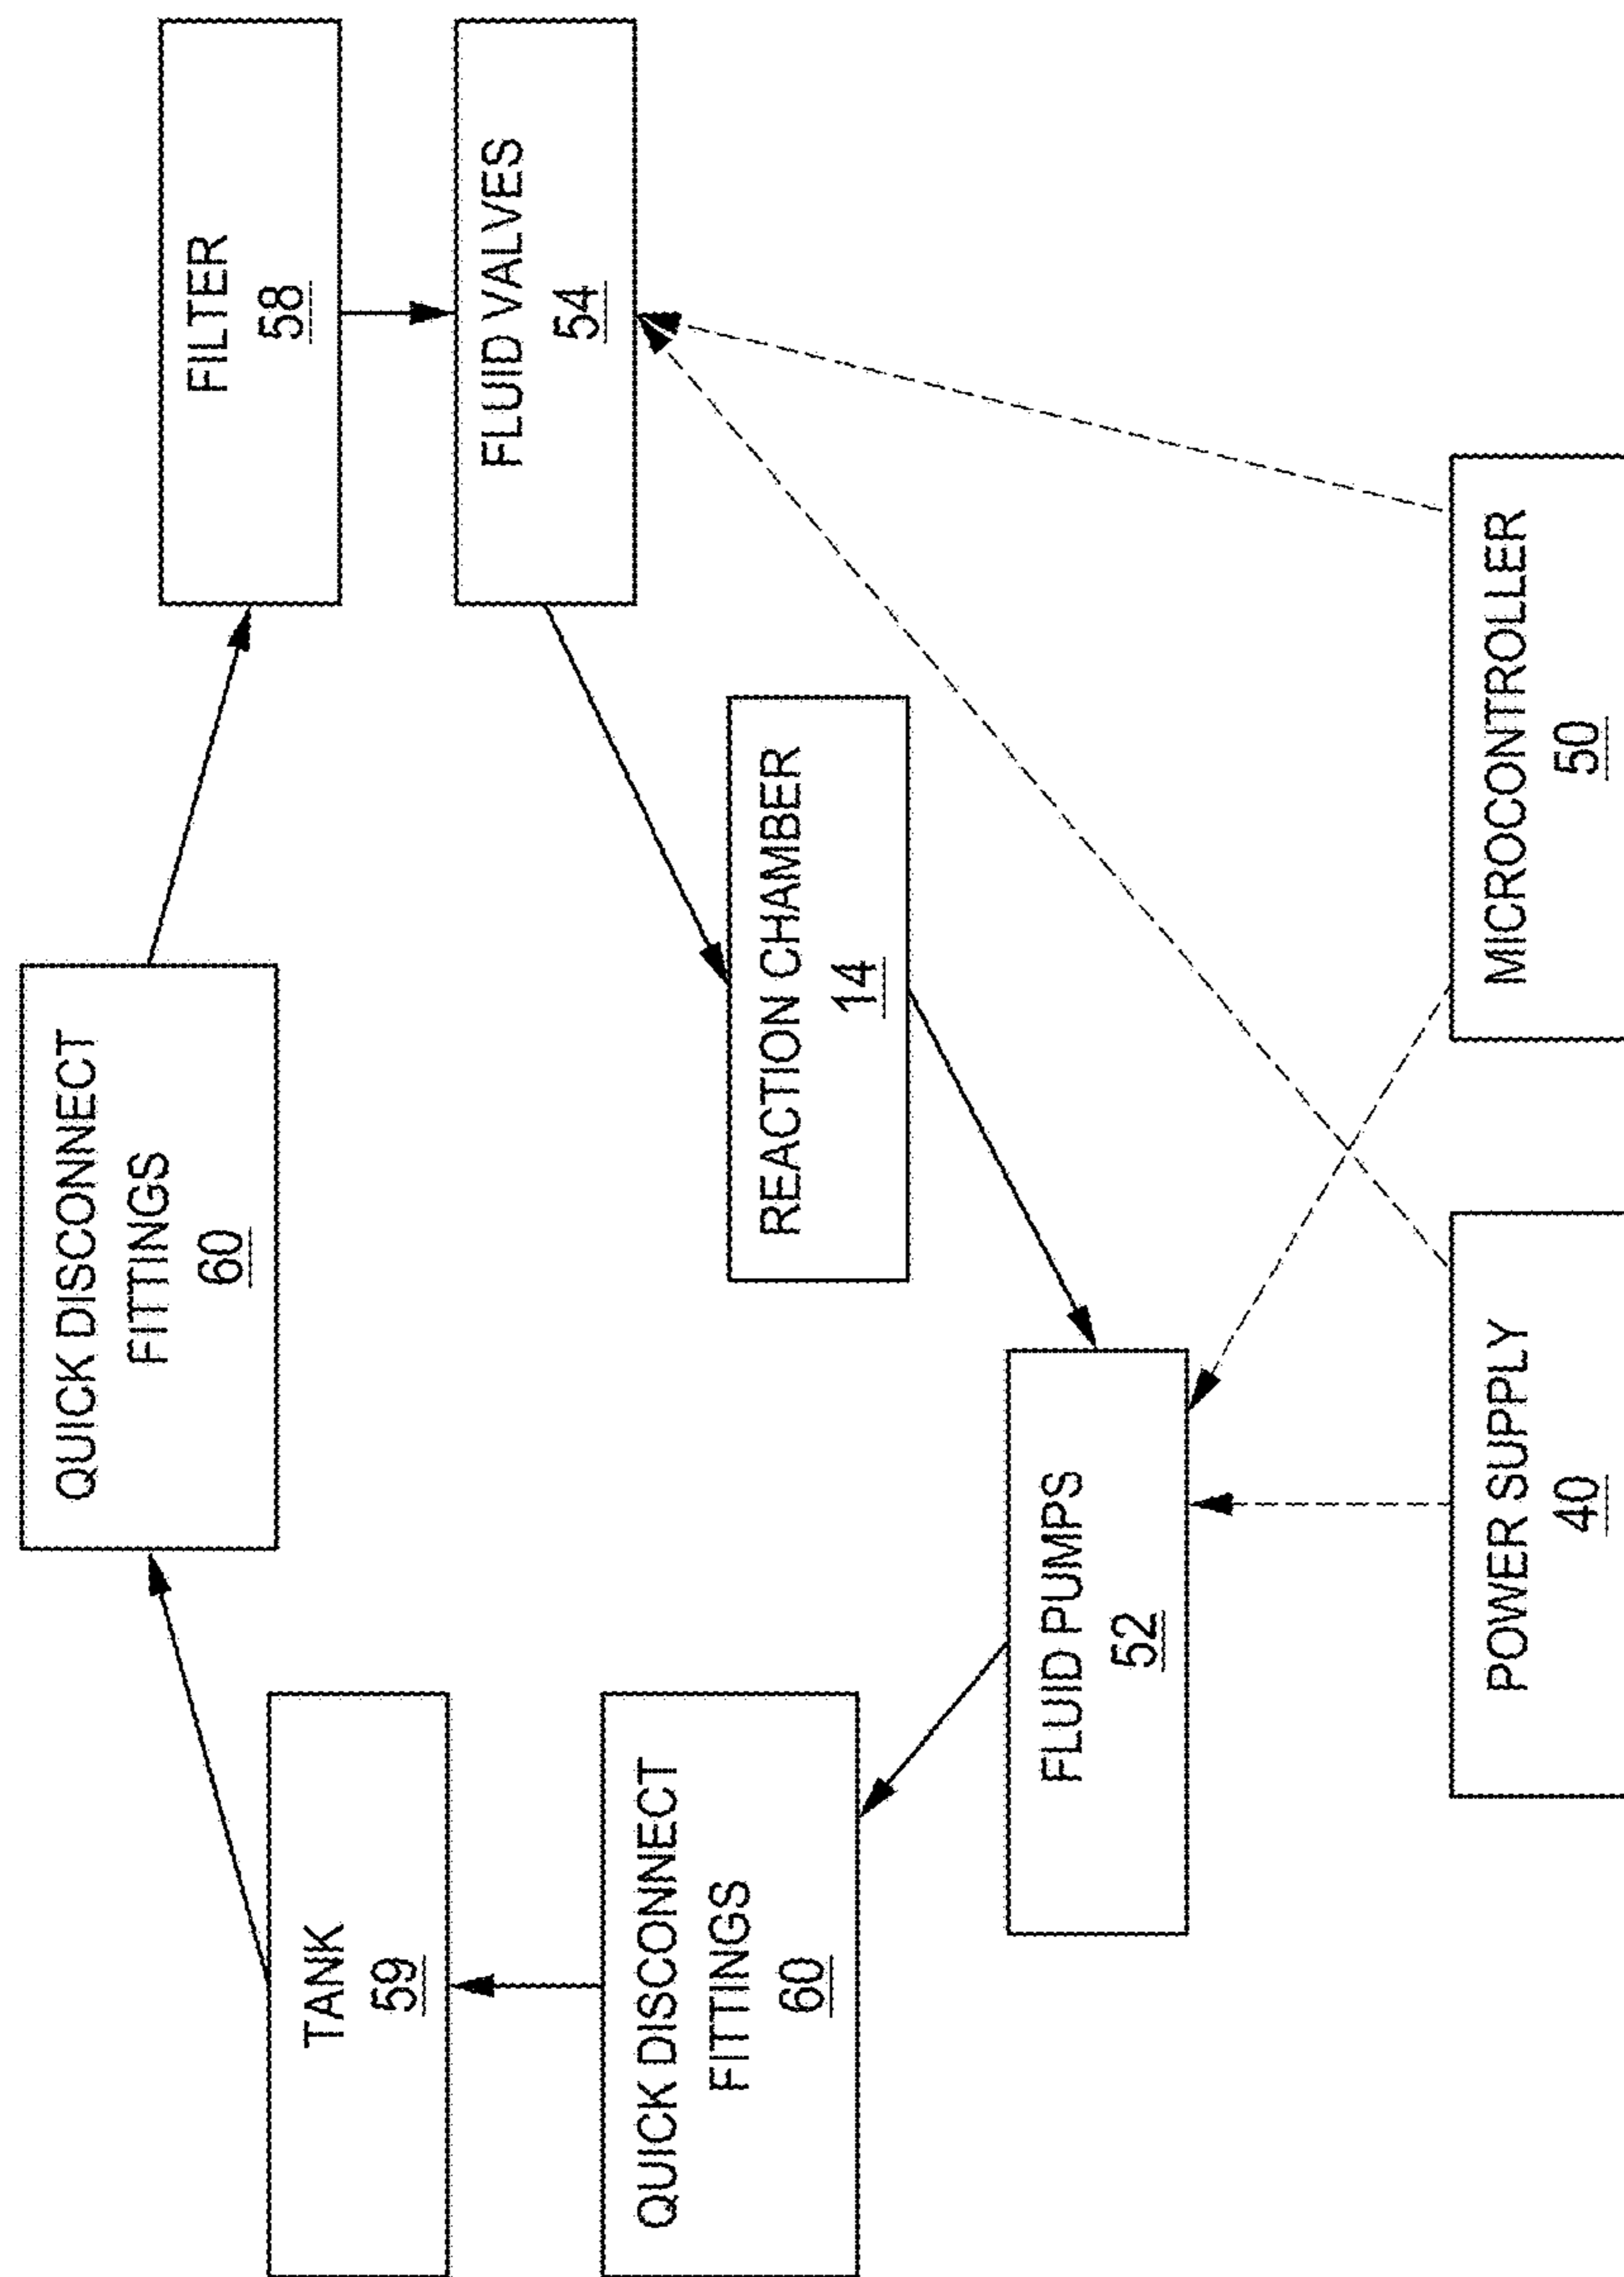 QUICK DISCONNECT
FITTINGS
60
TANK
59
FILTER
58
QUICK DISCONNECT
FITTINGS
60
FLUID VALVES
54
REACTION CHAMBER
14
FLUID PUMPS
52
POWER SUPPLY
40
MICROCONTROLLER
50